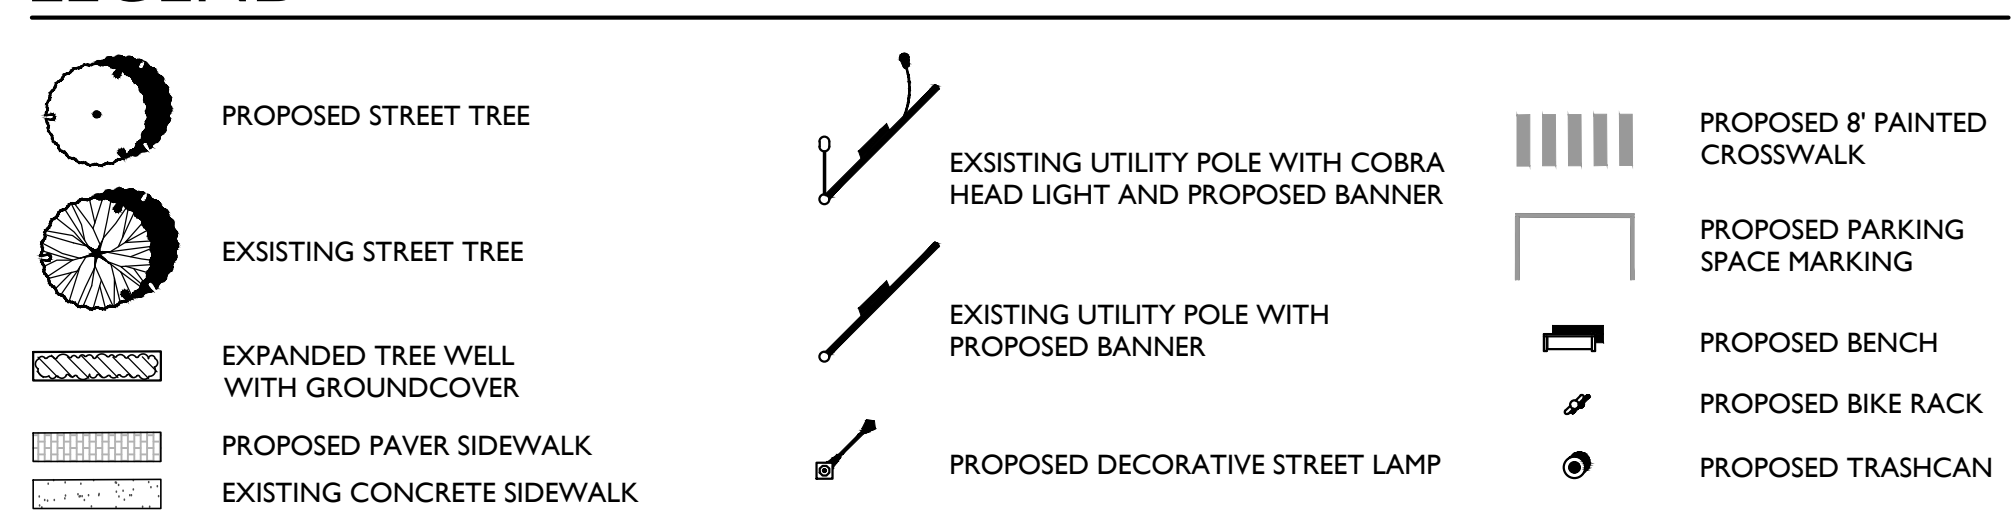 LEGEND
PROPOSED STREET TREE
EXSISTING STREET TREE
EXPANDED TREE WELL
WITH GROUNDCOVER
PROPOSED PAVER SIDEWALK
EXISTING CONCRETE SIDEWALK
EXSISTING UTILITY POLE WITH COBRA
HEAD LIGHT AND PROPOSED BANNER
EXISTING UTILITY POLE WITH
PROPOSED BANNER
PROPOSED DECORATIVE STREET LAMP
PROPOSED 8' PAINTED
CROSSWALK
PROPOSED PARKING
SPACE MARKING
PROPOSED BENCH
PROPOSED BIKE RACK
PROPOSED TRASHCAN